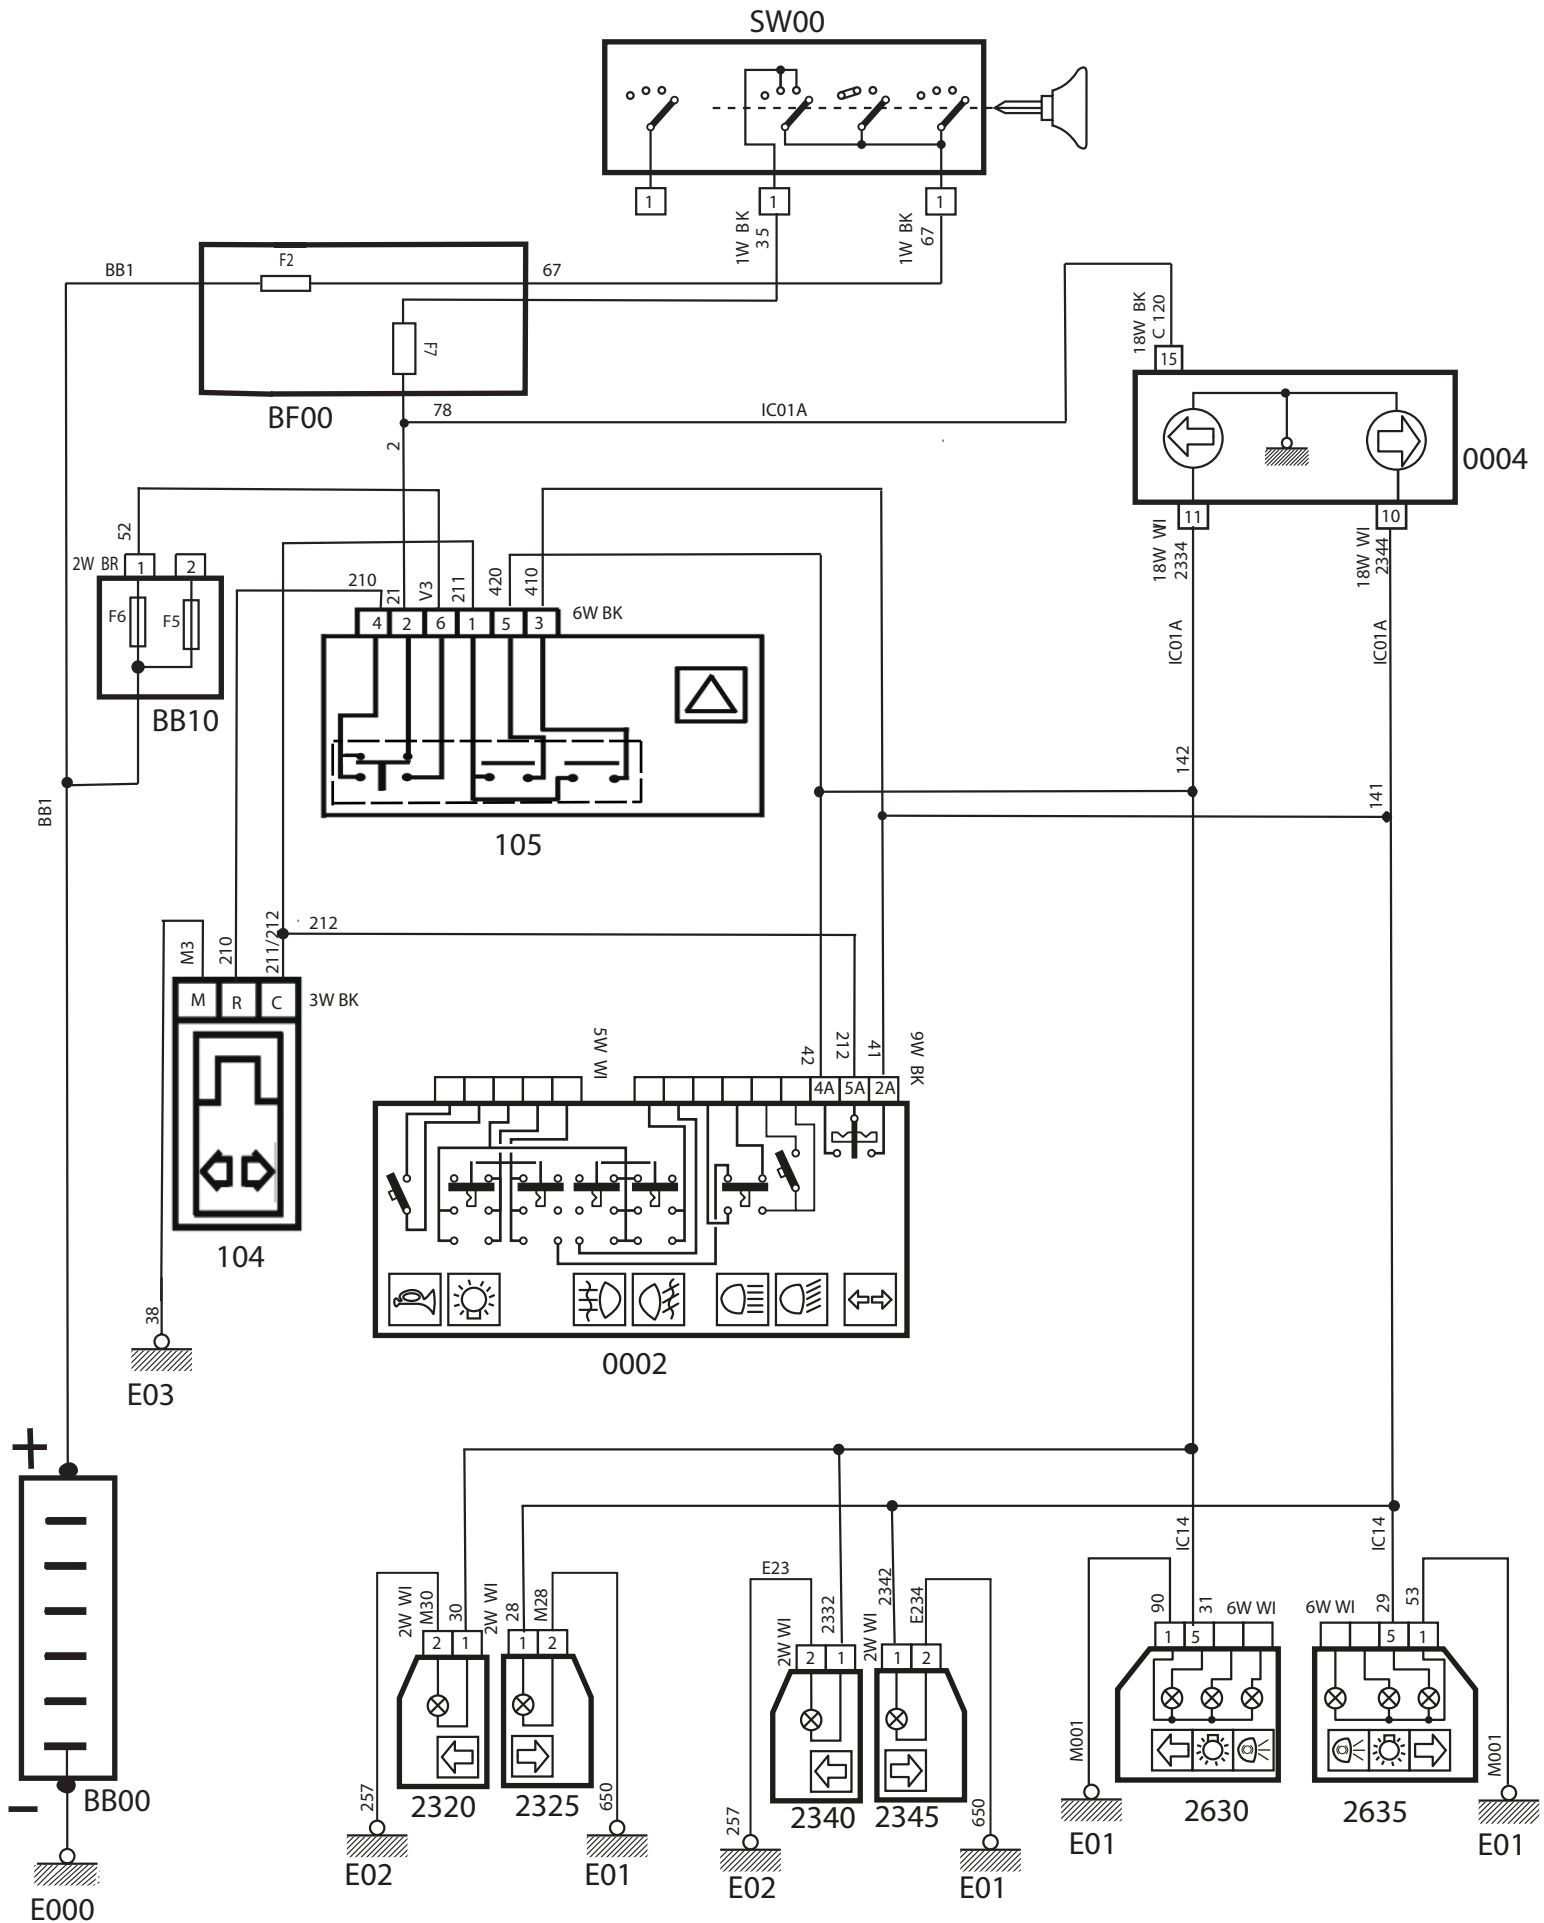 SW00
1
1
1
1W BK
35
1W BK
67
BB1
F2
67
F7
BF00
78
IC01A
2
18W BK
C 120
15
0004
11
10
18W WI
2334
18W WI
2344
IC01A
IC01A
52
2W BR
1
2
F6
F5
BB10
210
21
V3
211
420
410
6W BK
4
2
6
1
5
3
105
142
141
BB1
212
M3
210
211/212
M
R
C
3W BK
104
5W WI
42
212
41
9W BK
4A
5A
2A
0002
38
E03
+
BB00
–
E000
IC14
IC14
2W WI
M30
30
2W WI
28
M28
2
1
1
2
257
2320
2325
650
E02
E01
E23
2W WI
2332
2W WI
2342
E234
2
1
1
2
257
2340
2345
650
E02
E01
90
31
6W WI
1
5
M001
2630
E01
6W WI
29
53
5
1
M001
2635
E01